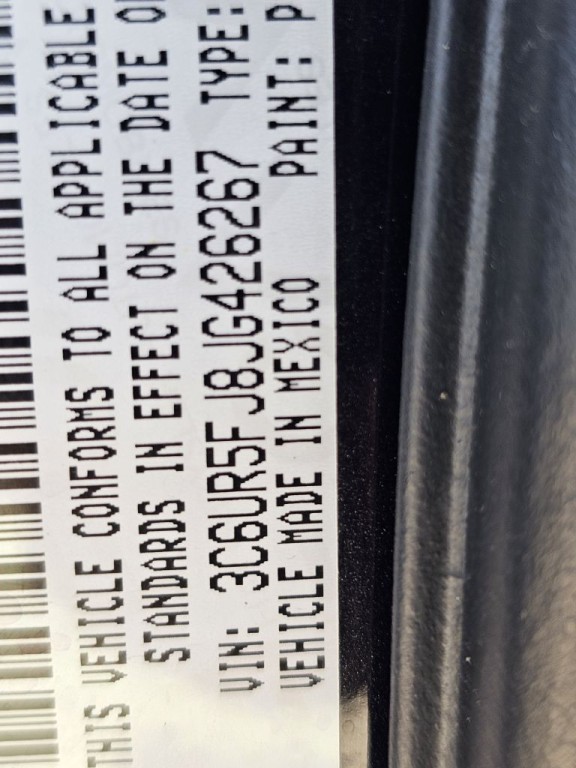 THIS VEHICLE CONFORMS TO ALL APPLICABLE
STANDARDS IN EFFECT ON THE DATE O
VIN: 3C6UR5FJ8JG426267 TYPE:
VEHICLE MADE IN MEXICO PAINT: P